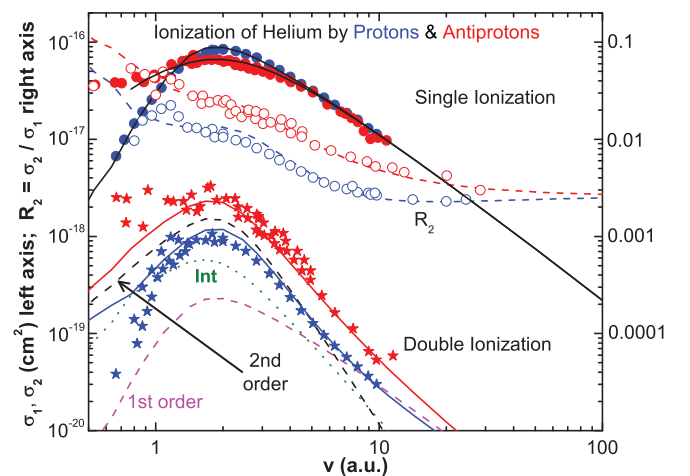 Ionization of Helium by Protons & Antiprotons
σ₁, σ₂ (cm²) left axis; R₂ = σ₂ / σ₁ right axis
10⁻¹⁶
10⁻¹⁷
10⁻¹⁸
10⁻¹⁹
10⁻²⁰
0.1
0.01
0.001
0.0001
Single Ionization
R₂
Int
Double Ionization
2nd
order
1st order
1
10
100
v (a.u.)